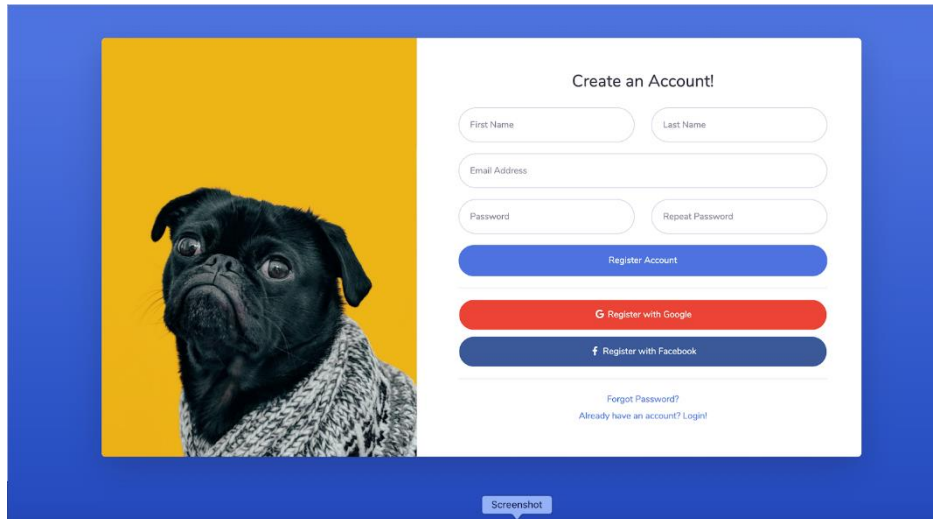 Create an Account!
First Name
Last Name
Email Address
Password
Repeat Password
Register Account
G Register with Google
f Register with Facebook
Forgot Password?
Already have an account? Login!
Screenshot